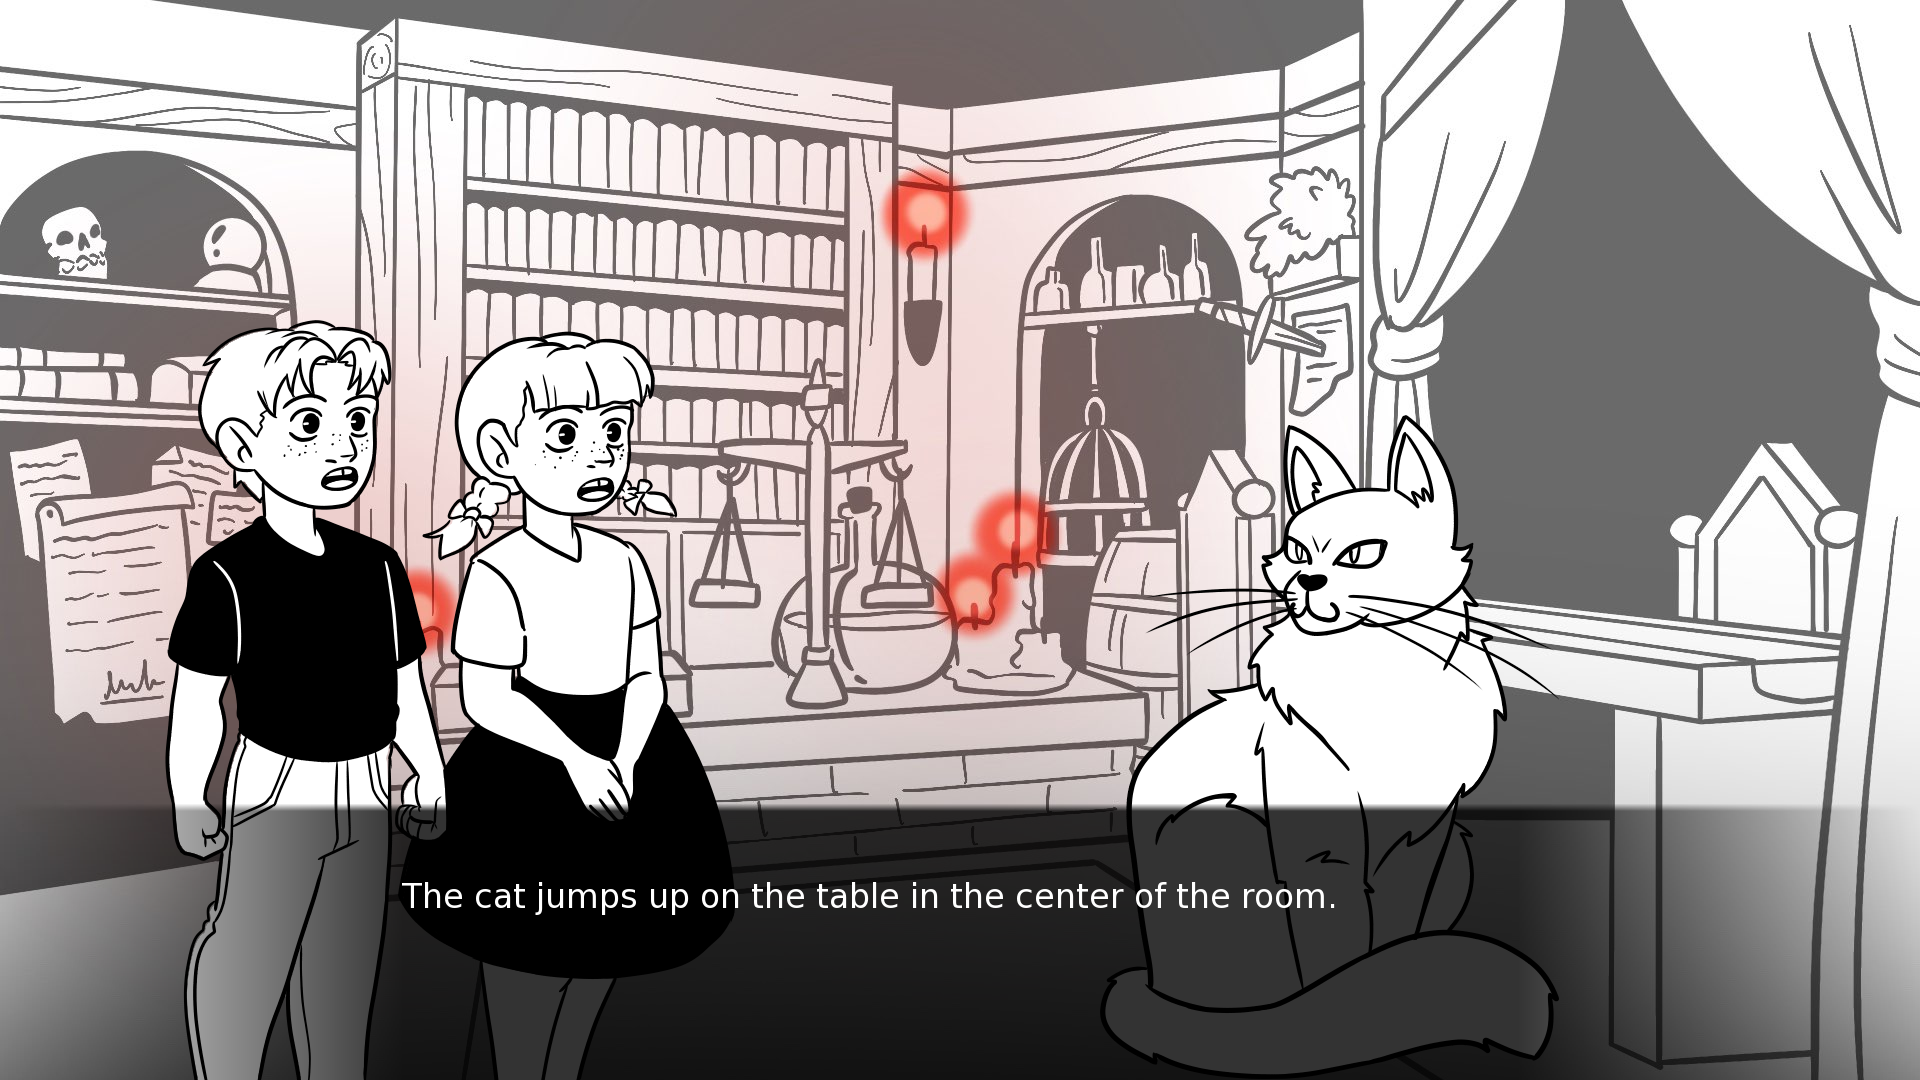 The cat jumps up on the table in the center of the room.